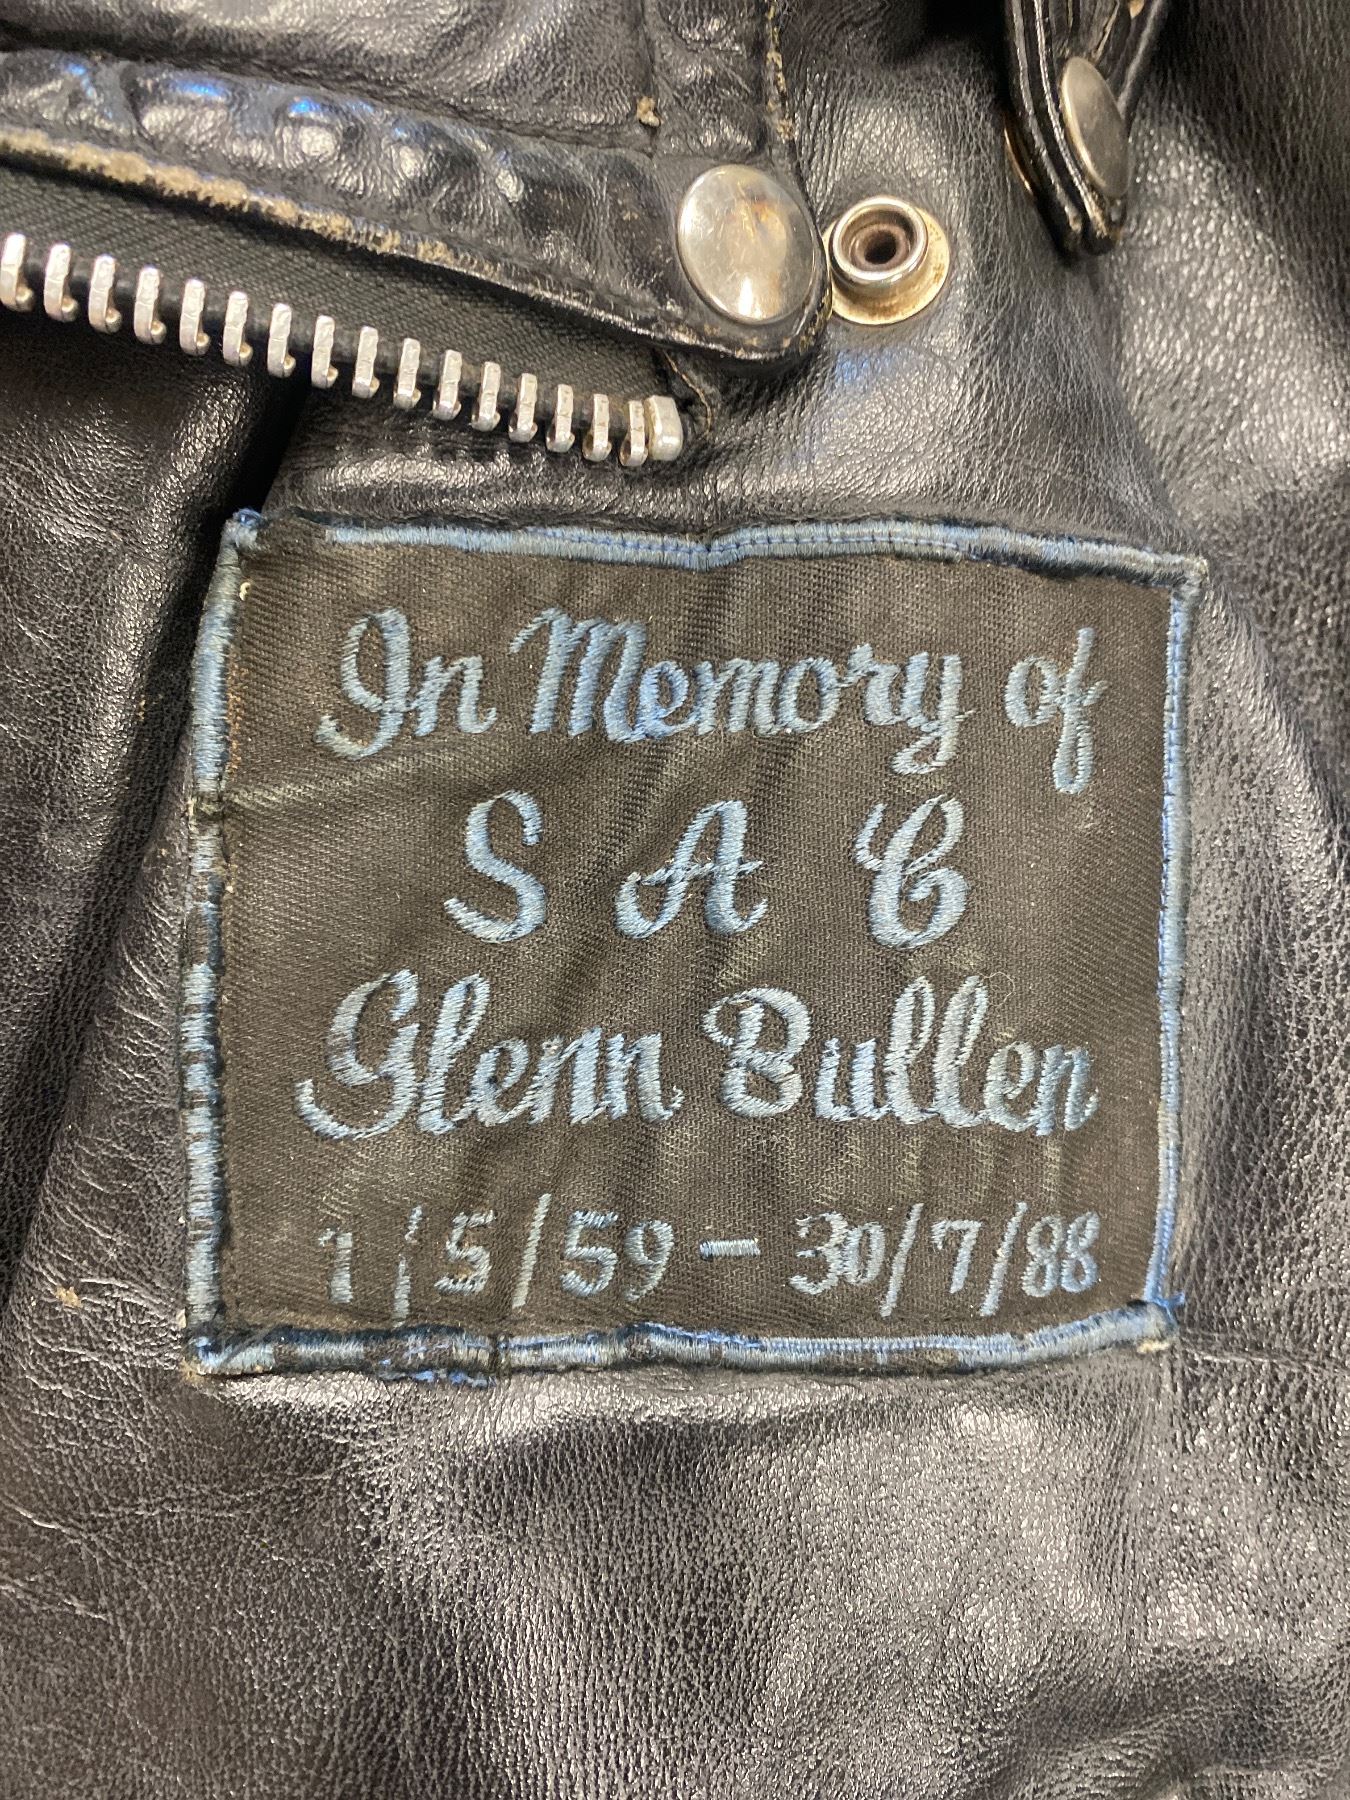 In Memory of
S A C
Glenn Bullen
1/5/59 - 30/7/88